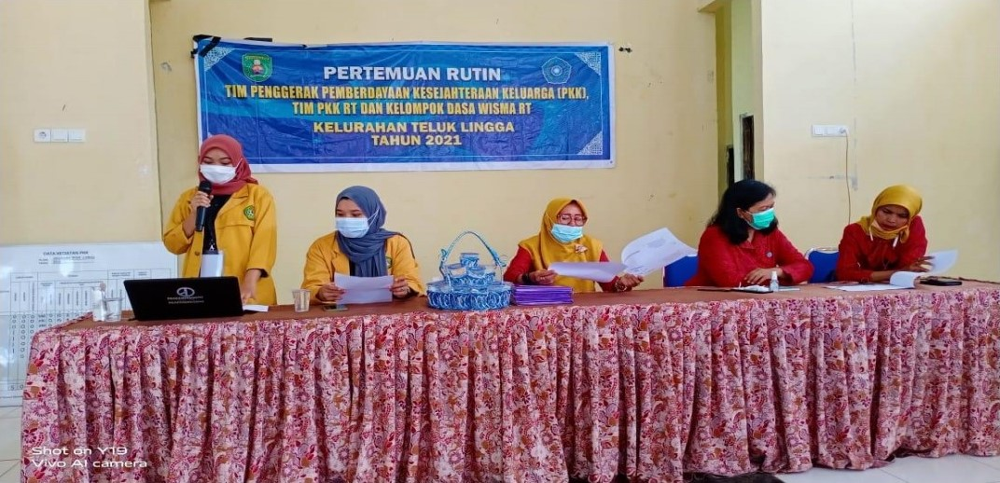 PERTEMUAN RUTIN
TIM PENGGERAK PEMBERDAYAAN KESEJAHTERAAN KELUARGA (PKK),
TIM PKK RT DAN KELOMPOK DASA WISMA RT
KELURAHAN TELUK LINGGA
TAHUN 2021
DATA KEGIATAN PKK
Shot on Y19
Vivo AI camera